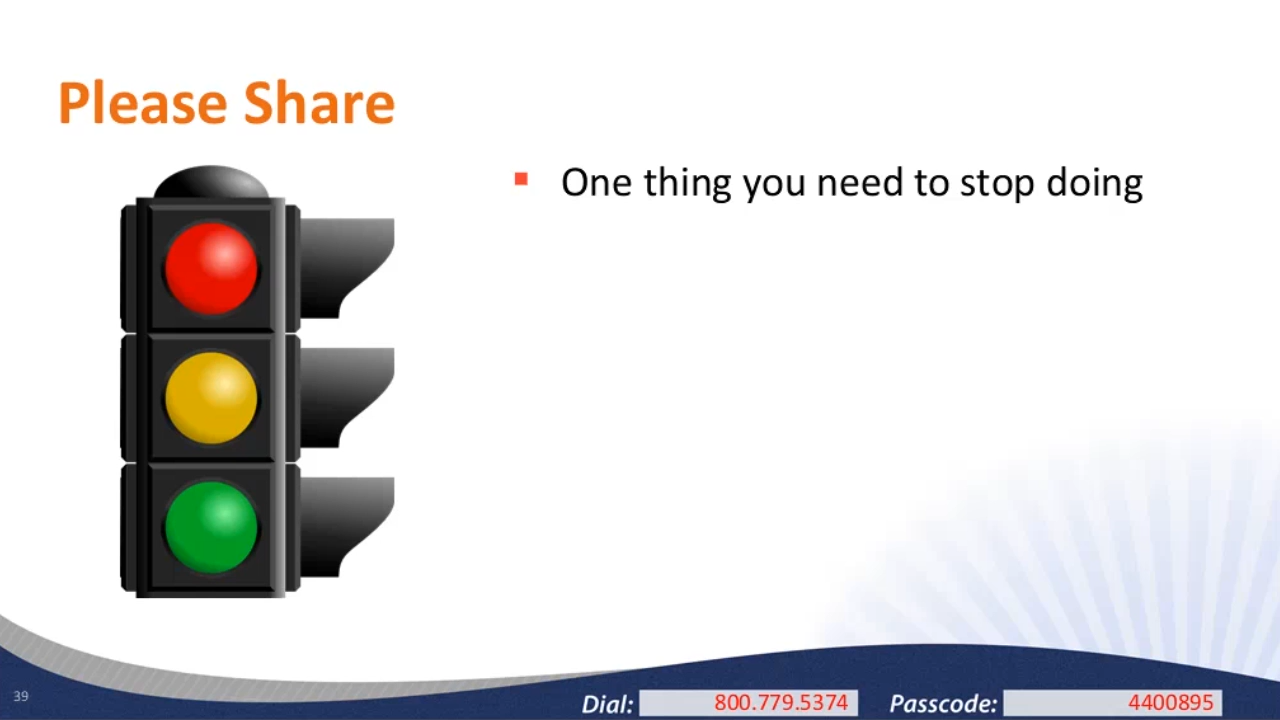 Please Share
▪ One thing you need to stop doing
39
Dial: 800.779.5374 Passcode: 4400895